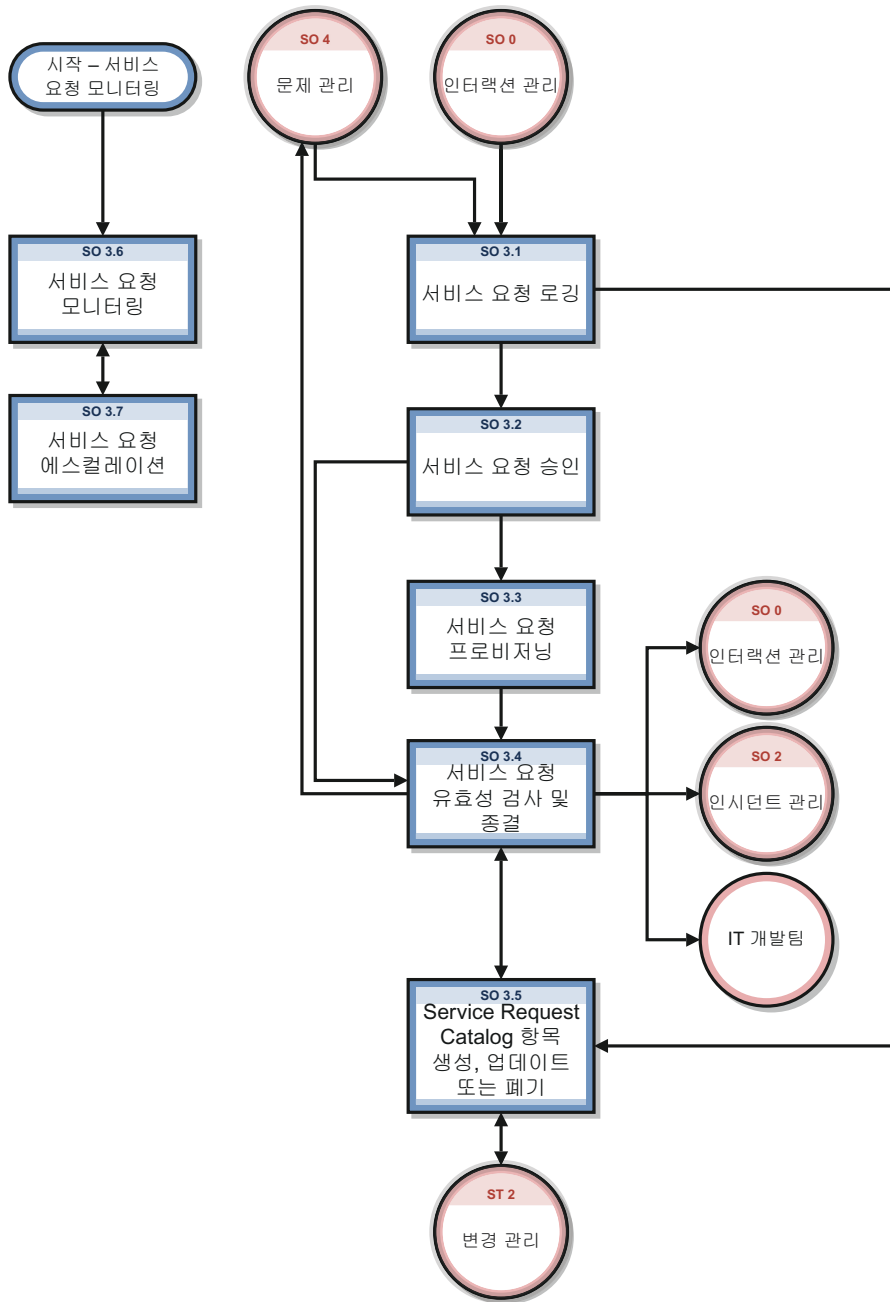 시작 – 서비스
요청 모니터링
SO 4
문제 관리
SO 0
인터랙션 관리
SO 3.6
서비스 요청
모니터링
SO 3.1
서비스 요청 로깅
SO 3.7
서비스 요청
에스컬레이션
SO 3.2
서비스 요청 승인
SO 3.3
서비스 요청
프로비저닝
SO 0
인터랙션 관리
SO 3.4
서비스 요청
유효성 검사 및
종결
SO 2
인시던트 관리
IT 개발팀
SO 3.5
Service Request
Catalog 항목
생성, 업데이트
또는 폐기
ST 2
변경 관리